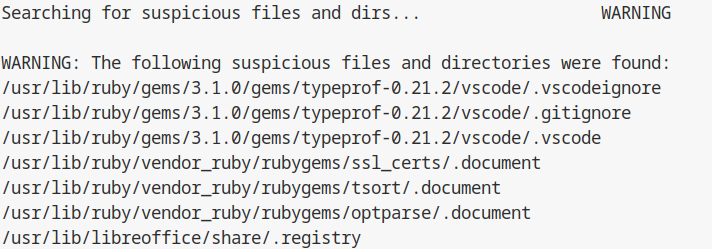 Searching for suspicious files and dirs... WARNING
WARNING: The following suspicious files and directories were found:
/usr/lib/ruby/gems/3.1.0/gems/typeprof-0.21.2/vscode/.vscodeignore
/usr/lib/ruby/gems/3.1.0/gems/typeprof-0.21.2/vscode/.gitignore
/usr/lib/ruby/gems/3.1.0/gems/typeprof-0.21.2/vscode/.vscode
/usr/lib/ruby/vendor_ruby/rubygems/ssl_certs/.document
/usr/lib/ruby/vendor_ruby/rubygems/tsort/.document
/usr/lib/ruby/vendor_ruby/rubygems/optparse/.document
/usr/lib/libreoffice/share/.registry